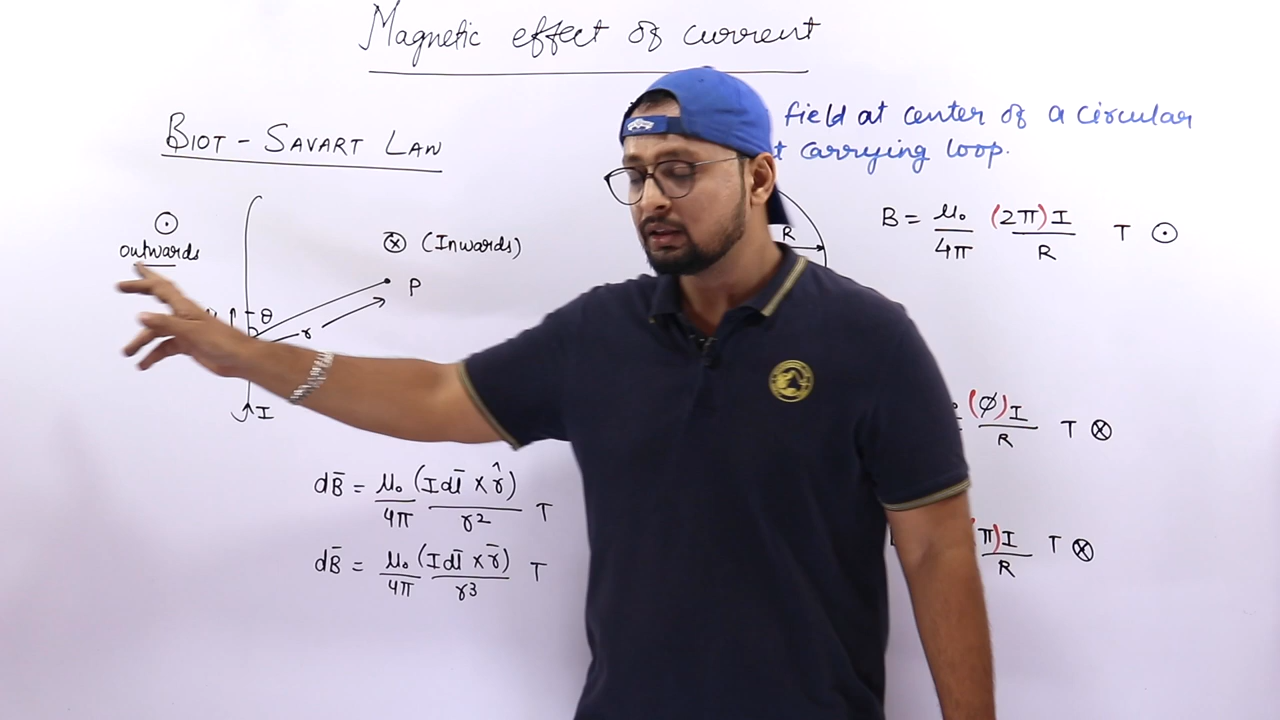 Magnetic effect of current
BIOT - SAVART LAW
field at center of a circular
t carrying loop.
⊙
outwards
⊗ (Inwards)
P
θ
r
I
R
B = μ₀/4π (2π)I/R T ⊙
(φ)I/R T ⊗
π)I/R T ⊗
dB̄ = μ₀/4π (Idl̄ × r̂)/r² T
dB̄ = μ₀/4π (Idl̄ × r̄)/r³ T